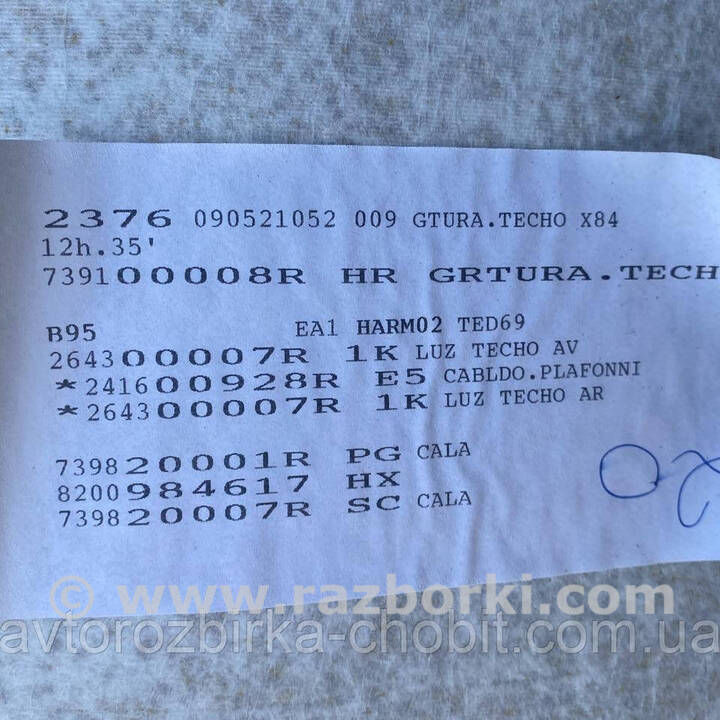 2376 090521052 009 GTURA.TECHO X84
12h.35'
739100008R HR GRTURA.TECH
B95 EA1 HARM02 TED69
264300007R 1K LUZ TECHO AV
*241600928R E5 CABLDO.PLAFONNI
*264300007R 1K LUZ TECHO AR
739820001R PG CALA
8200984617 HX
739820007R SC CALA
© www.razborki.com
avtorozbirka-chobit.com.ua